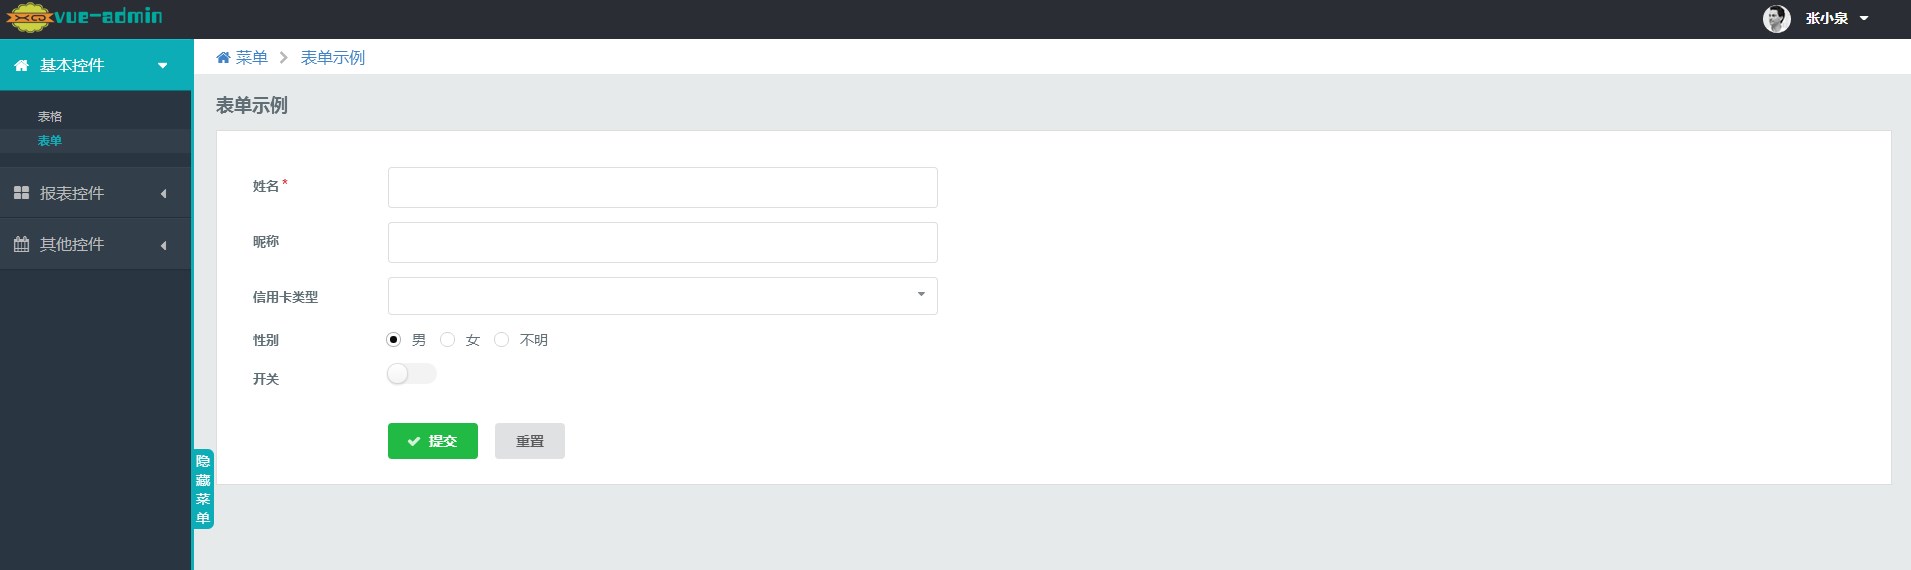 vue-admin
张小泉
基本控件
表格
表单
报表控件
其他控件
隐藏菜单
菜单 表单示例
表单示例
姓名*
昵称
信用卡类型
性别 男 女 不明
开关
提交 重置